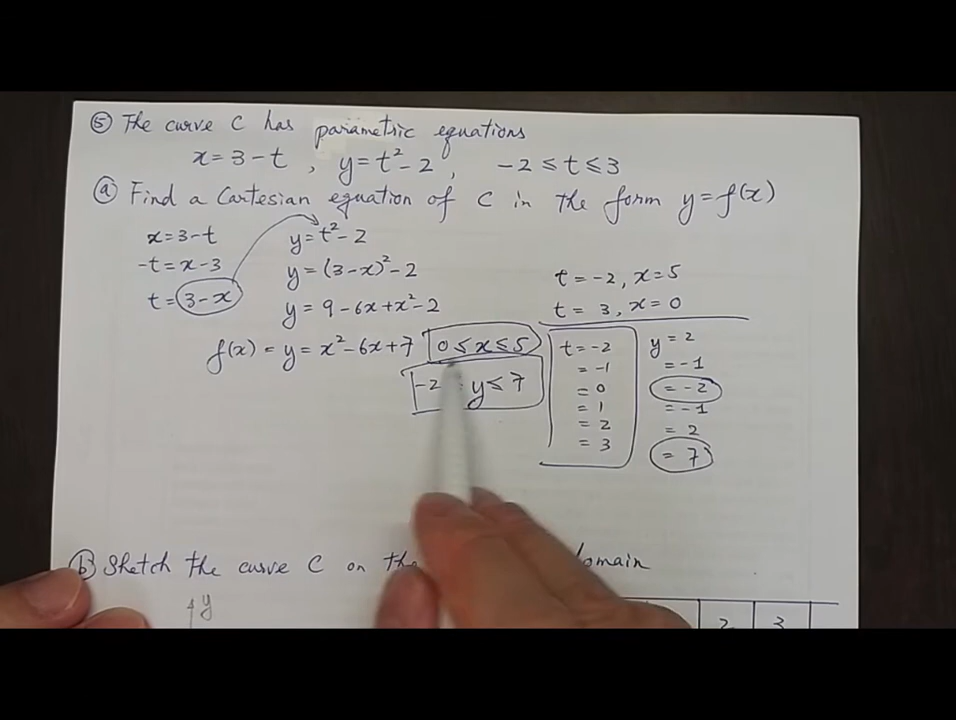 ⑤ The curve C has parametric equations
x = 3 - t , y = t² - 2 , -2 ≤ t ≤ 3
ⓐ Find a Cartesian equation of C in the form y = f(x)
x = 3 - t
-t = x - 3
t = 3 - x
y = t² - 2
y = (3 - x)² - 2
y = 9 - 6x + x² - 2
f(x) = y = x² - 6x + 7 0 ≤ x ≤ 5
-2 y ≤ 7
t = -2, x = 5
t = 3, x = 0
t = -2 y = 2
= -1 = -1
= 0 = -2
= 1 = -1
= 2 = 2
= 3 = 7
ⓑ Sketch the curve C on the domain
y
2 3